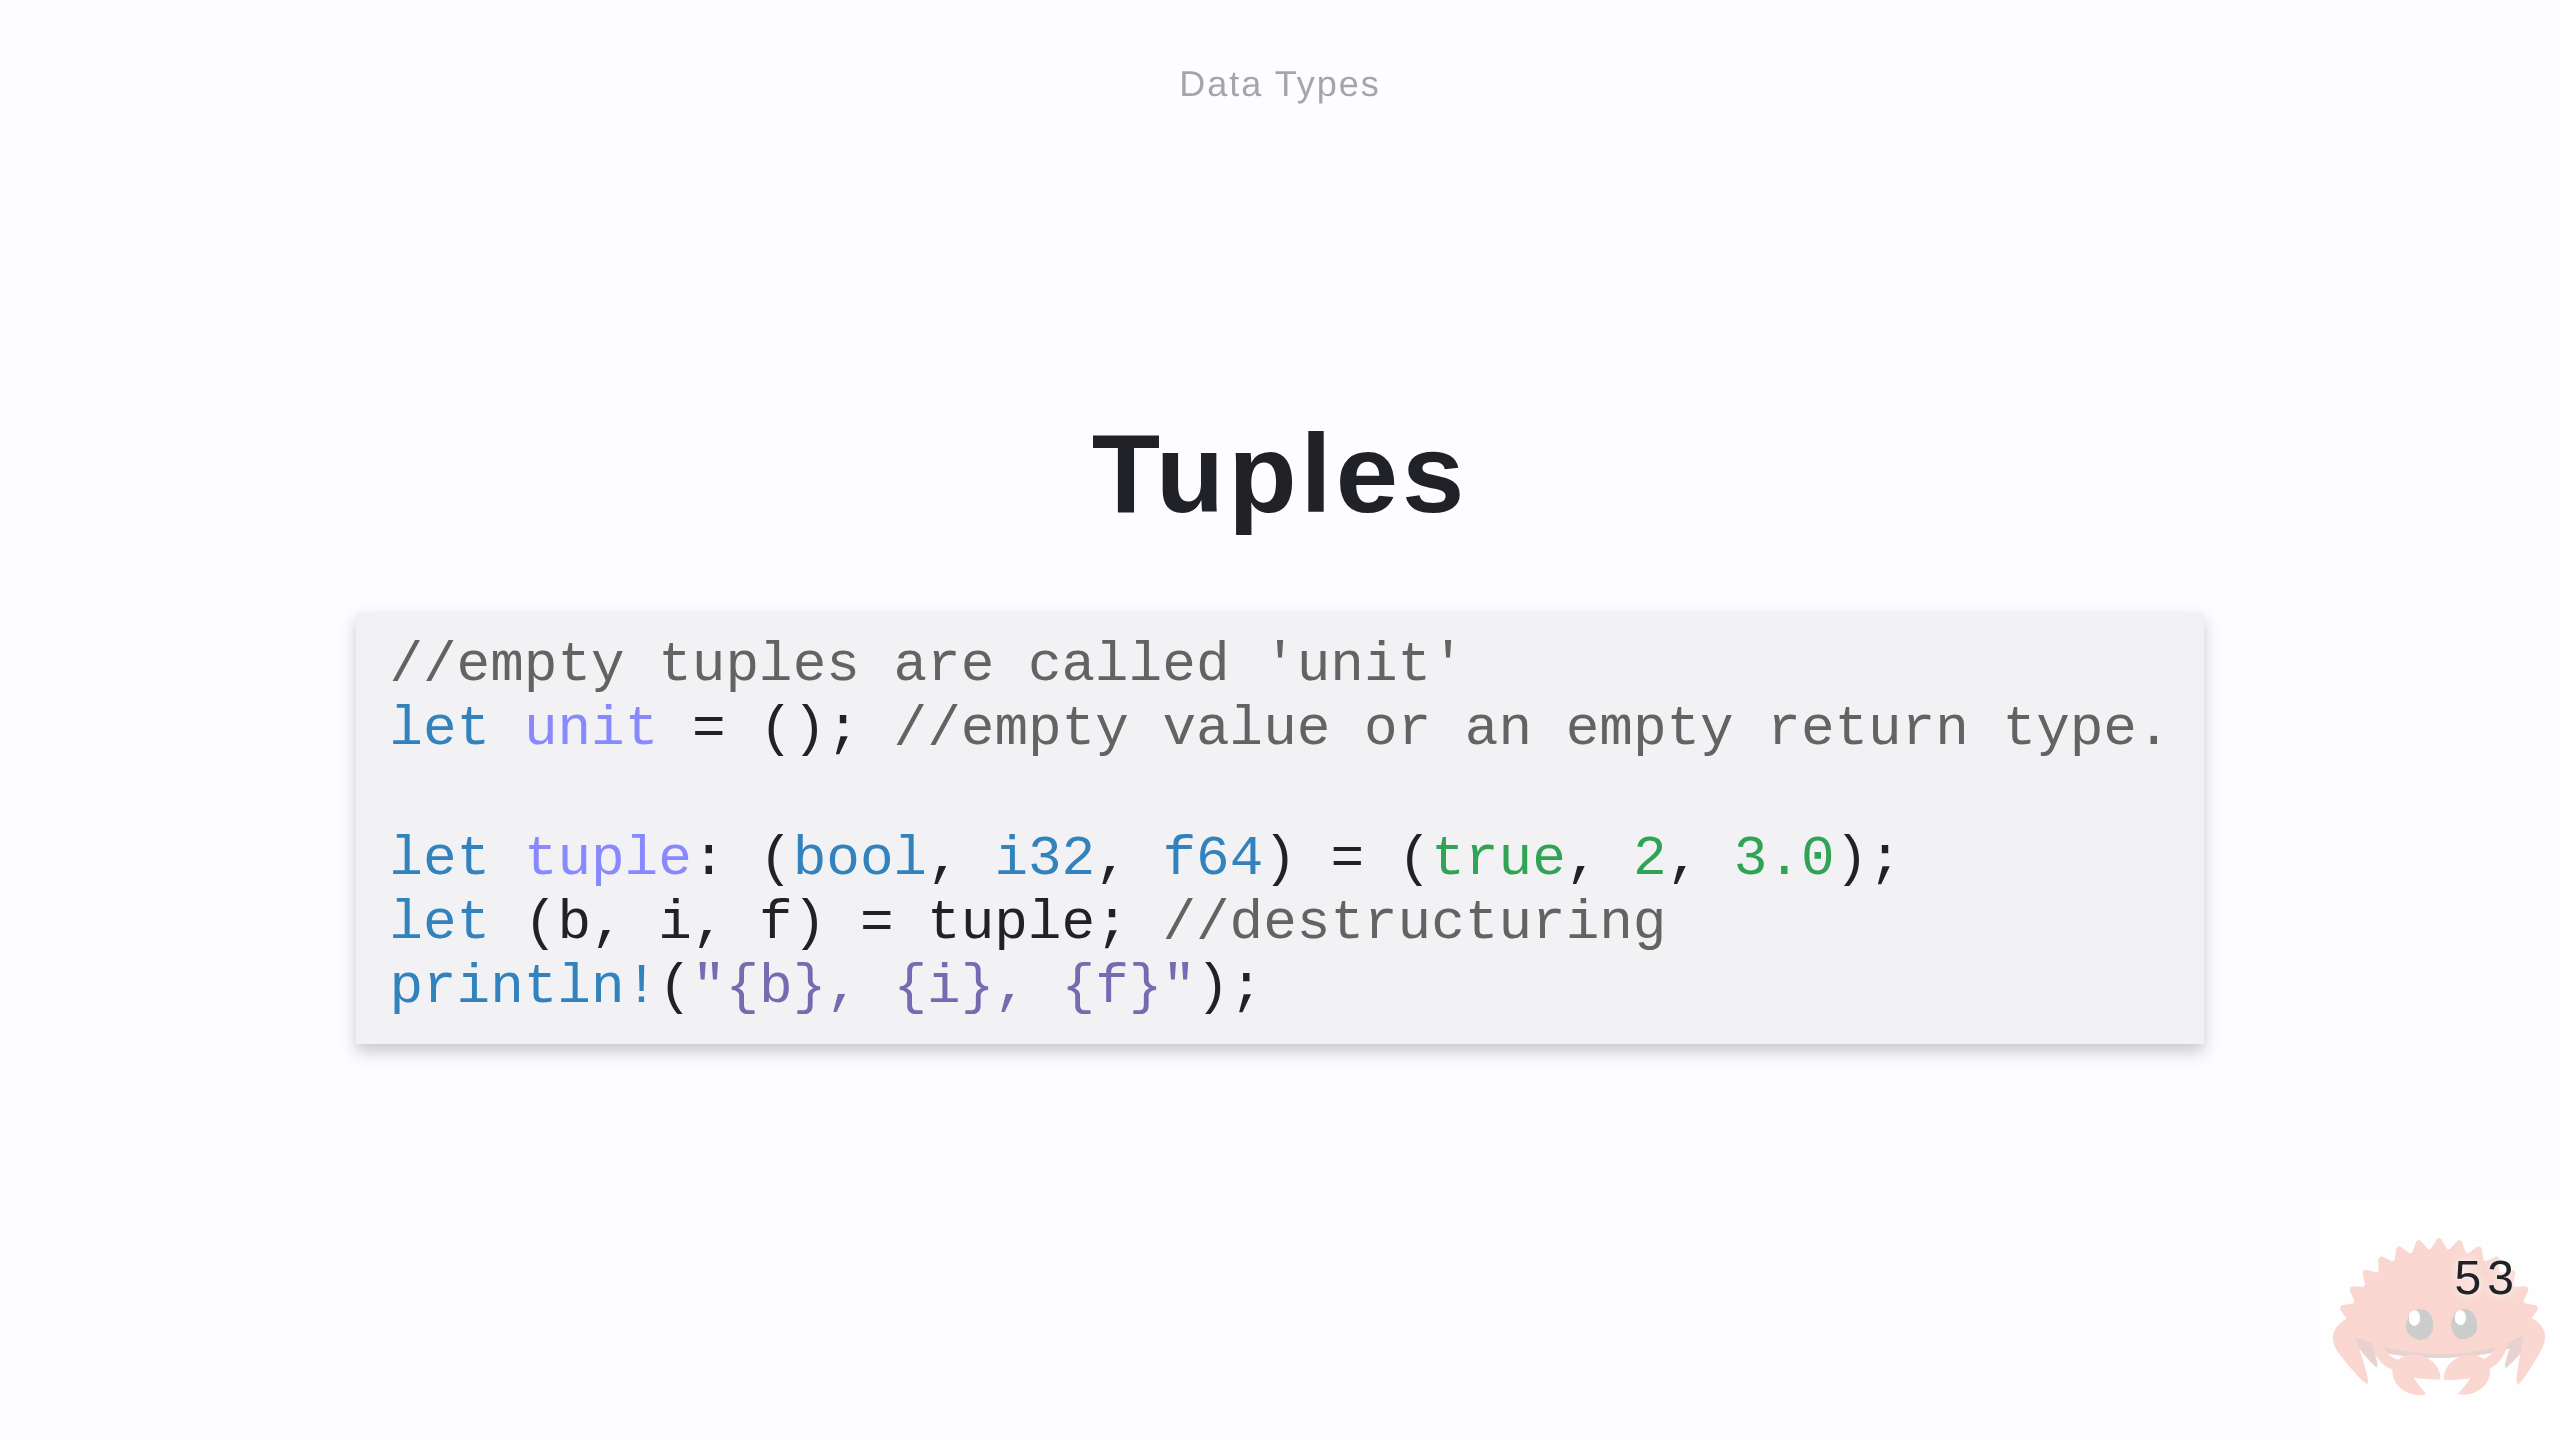 Data Types
Tuples
//empty tuples are called 'unit'
let unit = (); //empty value or an empty return type.
let tuple: (bool, i32, f64) = (true, 2, 3.0);
let (b, i, f) = tuple; //destructuring
println!("{b}, {i}, {f}");
53